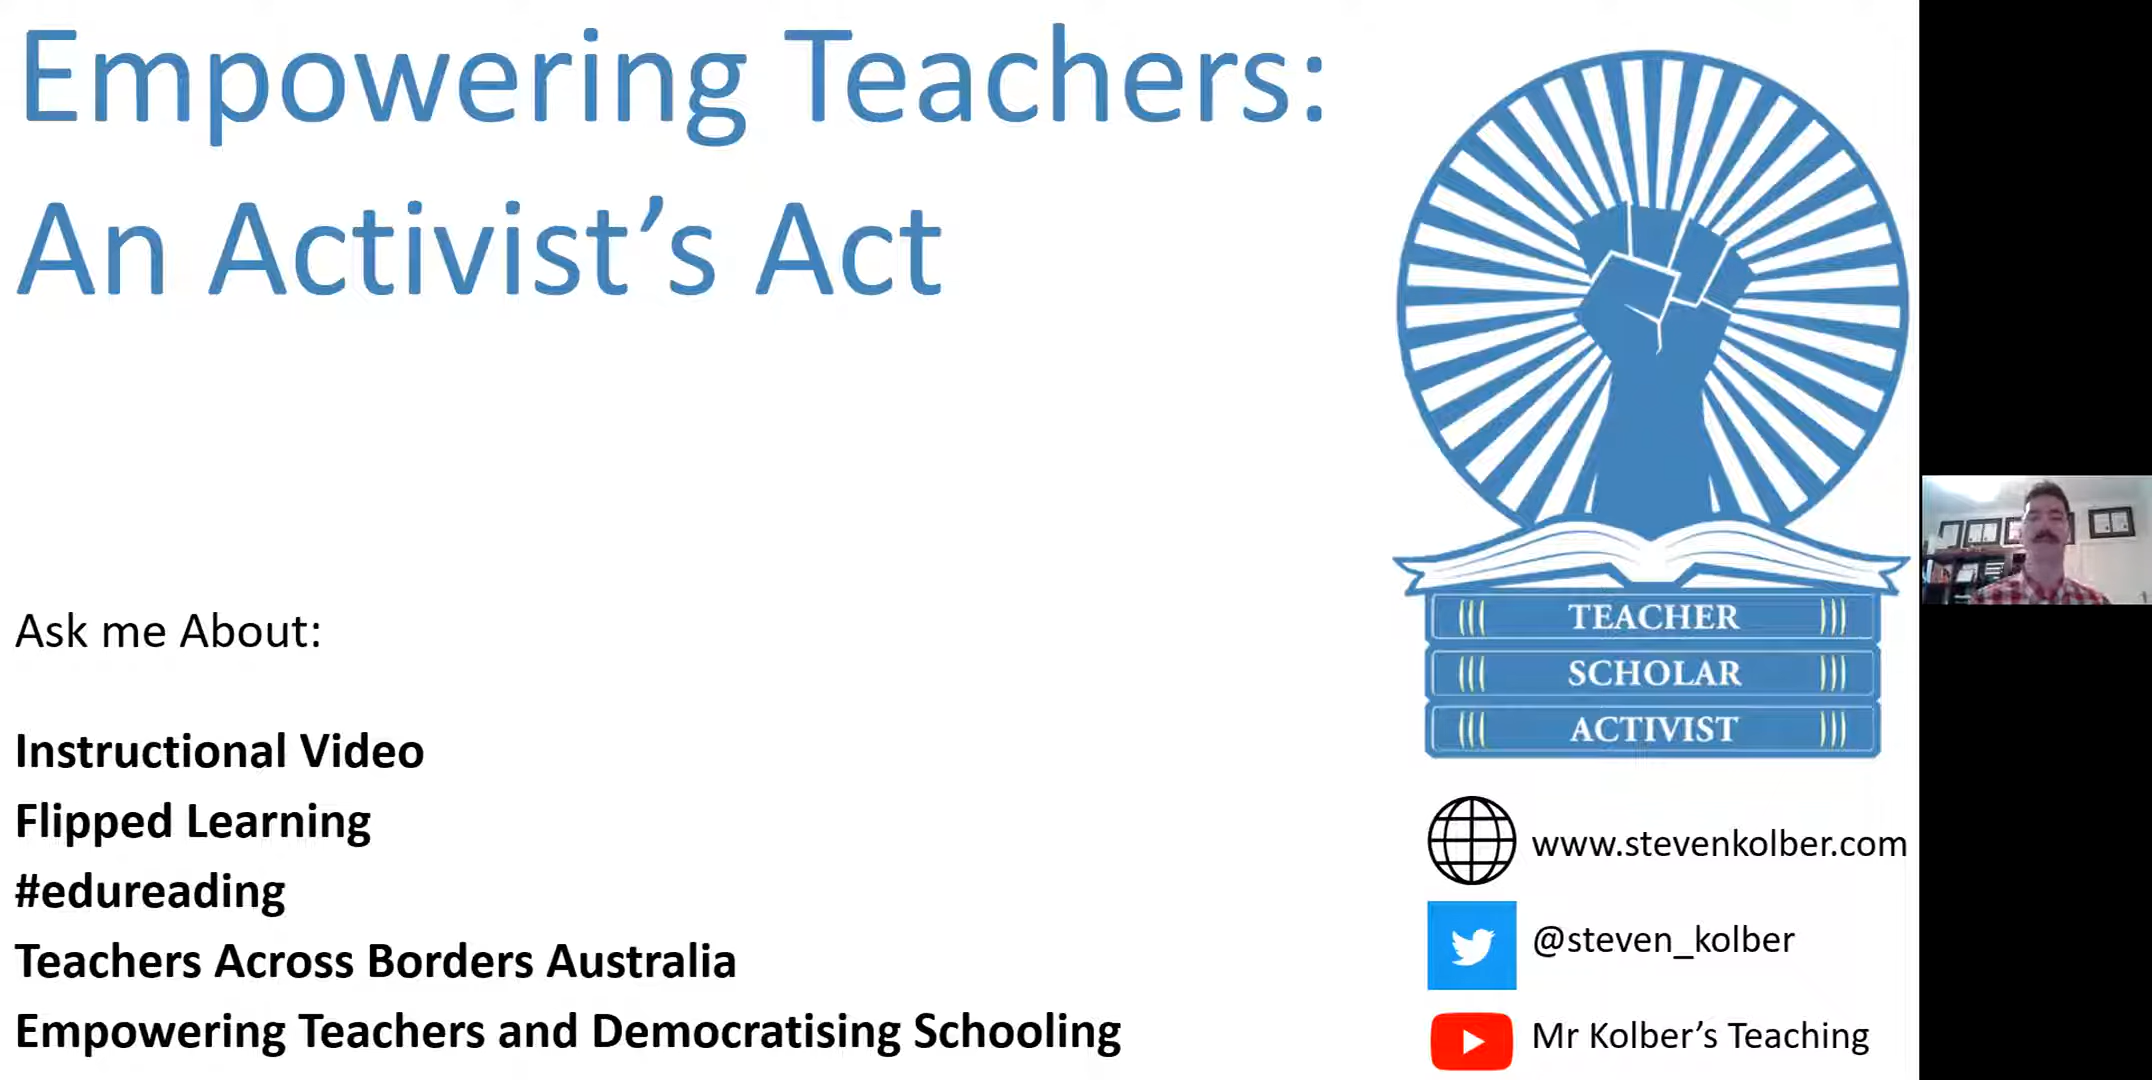 Empowering Teachers:
An Activist’s Act
Ask me About:
Instructional Video
Flipped Learning
#edureading
Teachers Across Borders Australia
Empowering Teachers and Democratising Schooling
TEACHER
SCHOLAR
ACTIVIST
www.stevenkolber.com
@steven_kolber
Mr Kolber’s Teaching